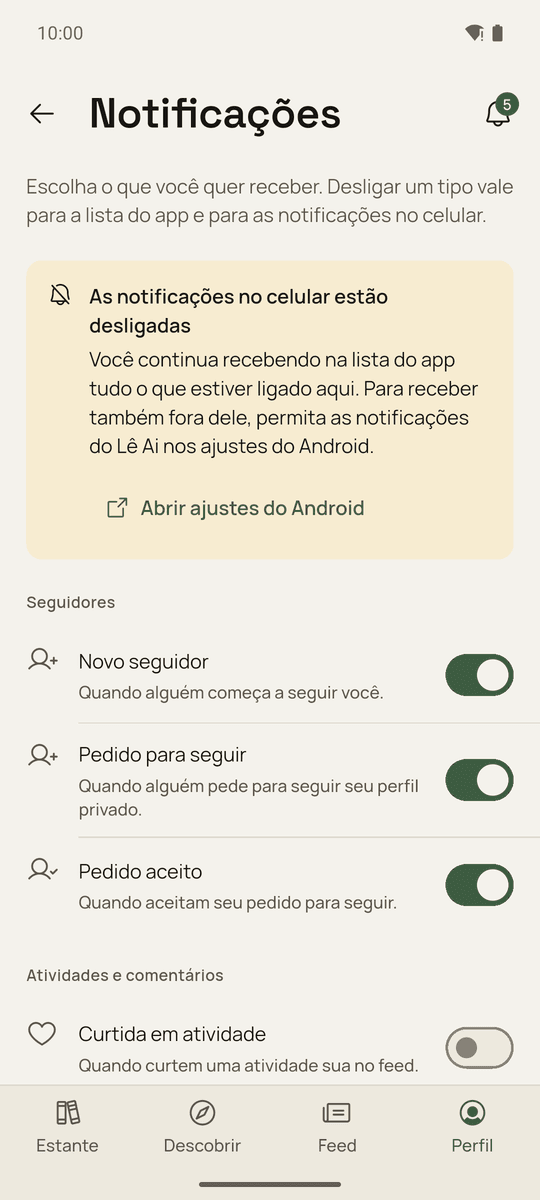 10:00
Notificações
5
Escolha o que você quer receber. Desligar um tipo vale
para a lista do app e para as notificações no celular.
As notificações no celular estão
desligadas
Você continua recebendo na lista do app
tudo o que estiver ligado aqui. Para receber
também fora dele, permita as notificações
do Lê Ai nos ajustes do Android.
Abrir ajustes do Android
Seguidores
Novo seguidor
Quando alguém começa a seguir você.
Pedido para seguir
Quando alguém pede para seguir seu perfil
privado.
Pedido aceito
Quando aceitam seu pedido para seguir.
Atividades e comentários
Curtida em atividade
Quando curtem uma atividade sua no feed.
Estante
Descobrir
Feed
Perfil